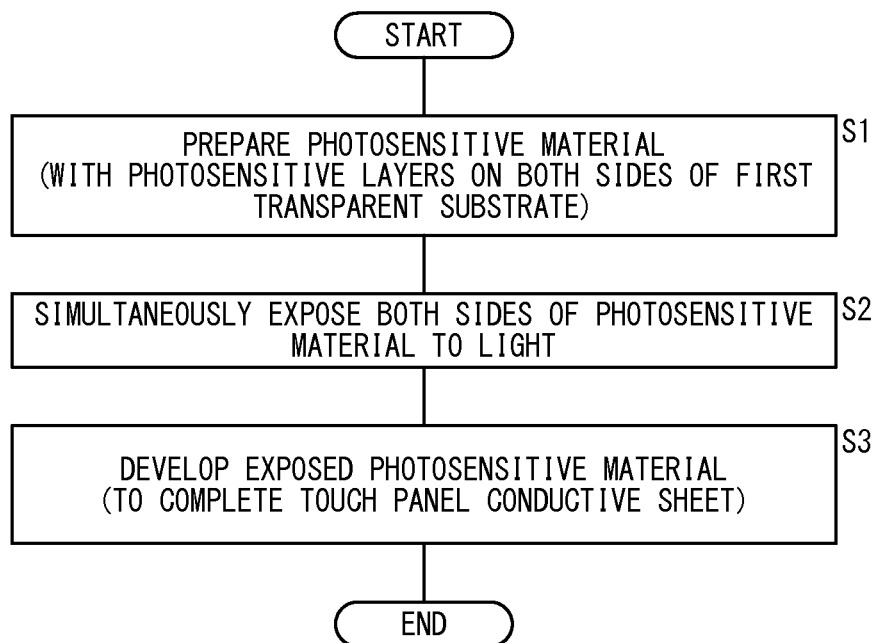 START
S1
PREPARE PHOTOSENSITIVE MATERIAL
(WITH PHOTOSENSITIVE LAYERS ON BOTH SIDES OF FIRST
TRANSPARENT SUBSTRATE)
S2
SIMULTANEOUSLY EXPOSE BOTH SIDES OF PHOTOSENSITIVE
MATERIAL TO LIGHT
S3
DEVELOP EXPOSED PHOTOSENSITIVE MATERIAL
(TO COMPLETE TOUCH PANEL CONDUCTIVE SHEET)
END